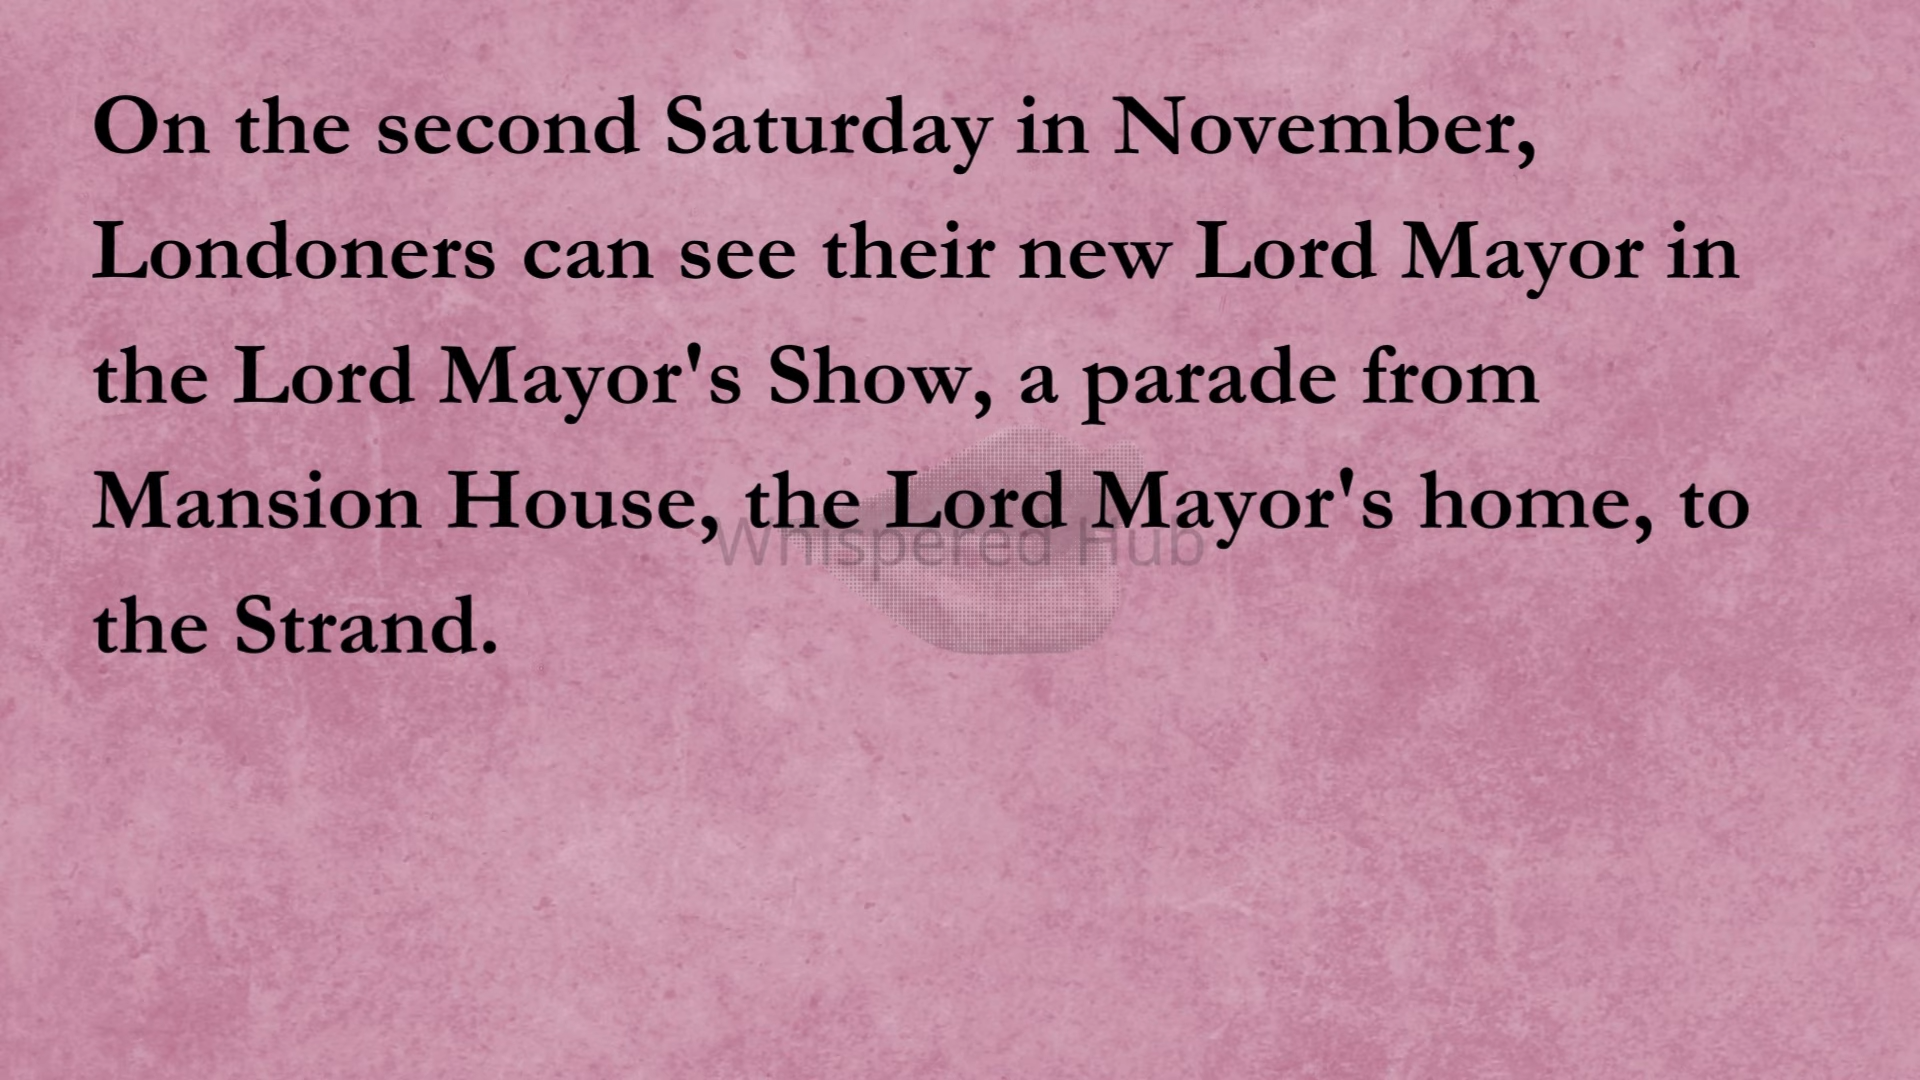 On the second Saturday in November,
Londoners can see their new Lord Mayor in
the Lord Mayor's Show, a parade from
Mansion House, the Lord Mayor's home, to
the Strand.
Whispered Hub